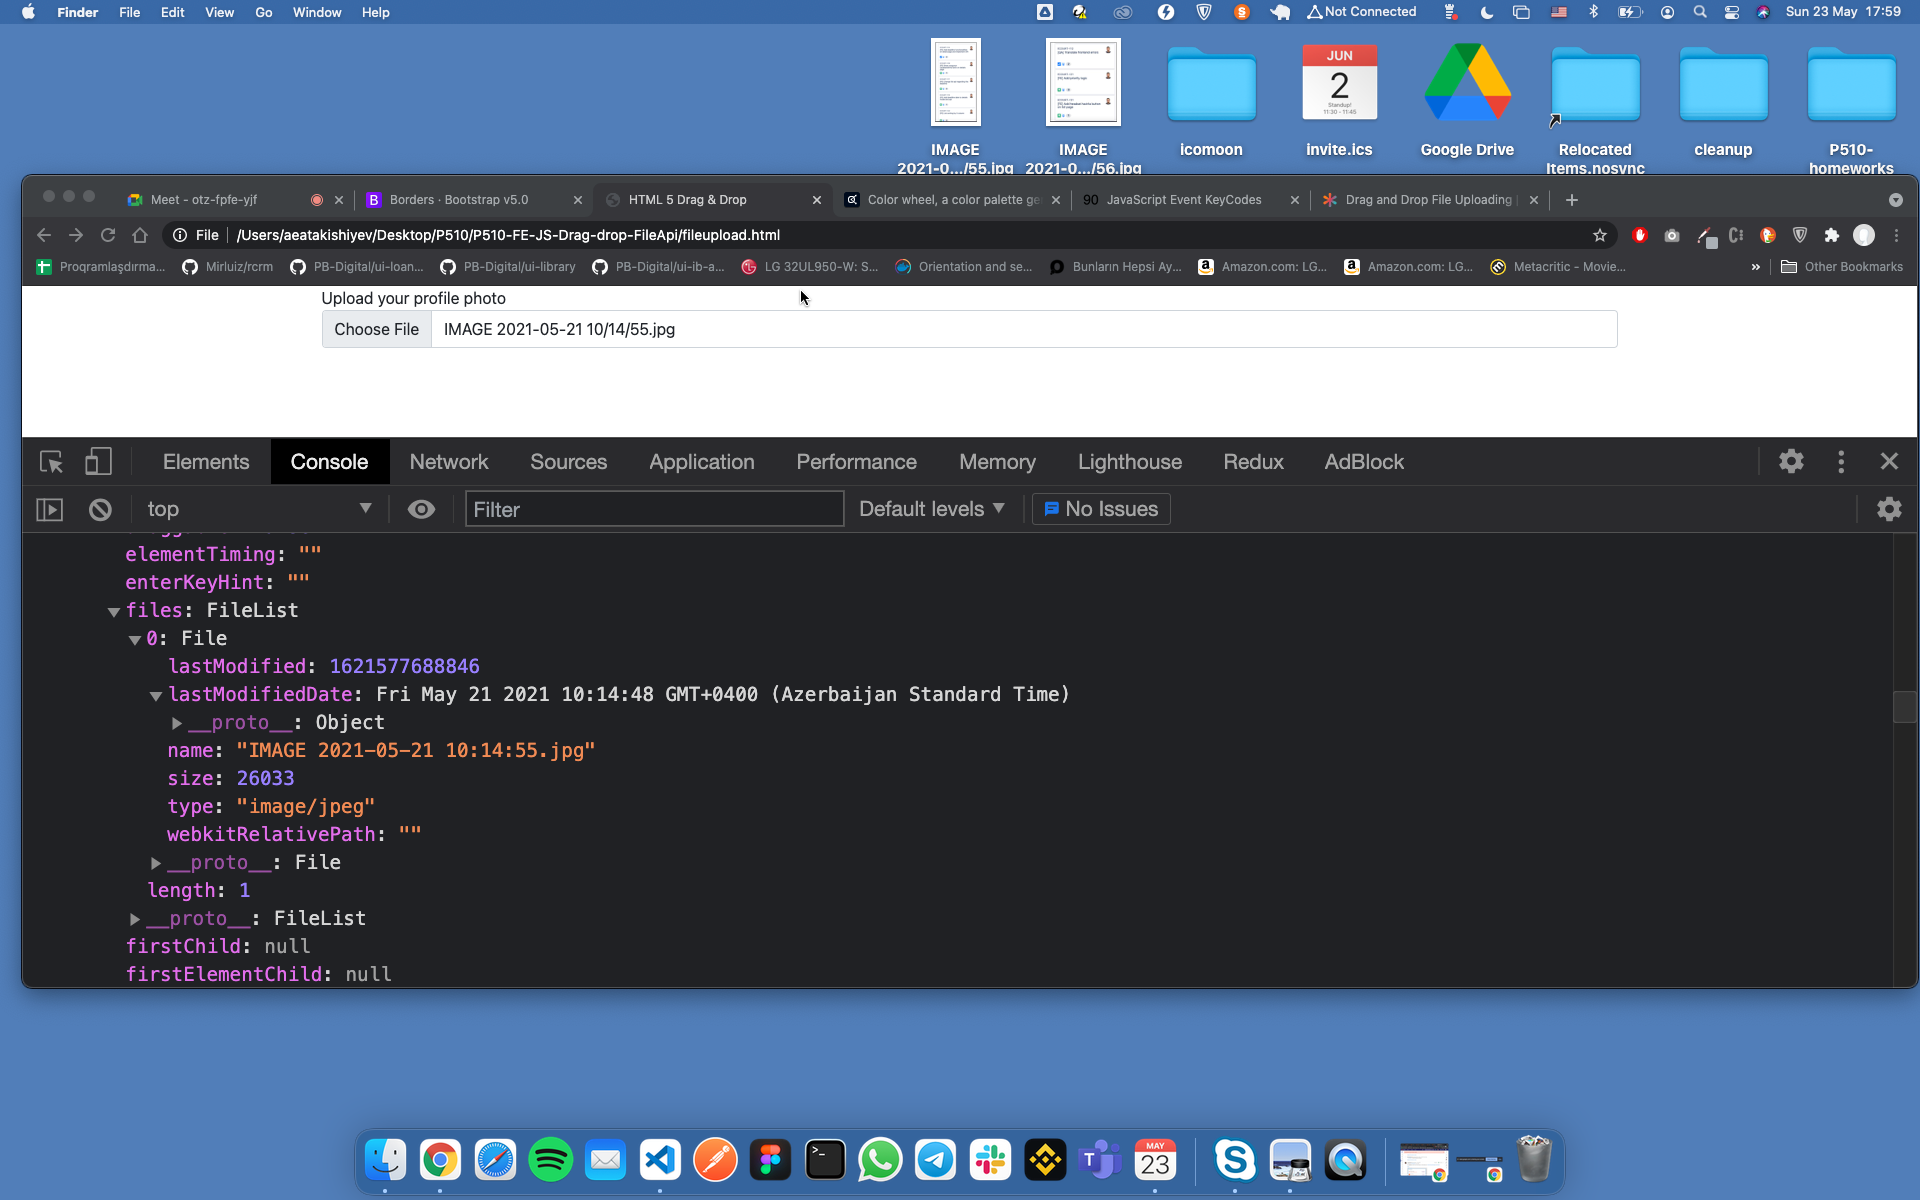 Finder File Edit View Go Window Help
Not Connected Sun 23 May 17:59
JUN
2
Standup!
11:30 - 11:45
IMAGE
2021-0.../55.jpg
IMAGE
2021-0.../56.jpg
icomoon
invite.ics
Google Drive
Relocated
Items.nosync
cleanup
P510-
homeworks
Meet - otz-fpfe-yjf
B Borders · Bootstrap v5.0
HTML 5 Drag & Drop
Color wheel, a color palette ge
90 JavaScript Event KeyCodes
Drag and Drop File Uploading
File /Users/aeatakishiyev/Desktop/P510/P510-FE-JS-Drag-drop-FileApi/fileupload.html
Proqramlaşdırma... Mirluiz/rcrm PB-Digital/ui-loan... PB-Digital/ui-library PB-Digital/ui-ib-a... LG 32UL950-W: S... Orientation and se... Bunların Hepsi Ay... Amazon.com: LG... Amazon.com: LG... Metacritic - Movie... » Other Bookmarks
Upload your profile photo
Choose File IMAGE 2021-05-21 10/14/55.jpg
Elements Console Network Sources Application Performance Memory Lighthouse Redux AdBlock
top Filter Default levels No Issues
elementTiming: ""
enterKeyHint: ""
files: FileList
0: File
lastModified: 1621577688846
lastModifiedDate: Fri May 21 2021 10:14:48 GMT+0400 (Azerbaijan Standard Time)
__proto__: Object
name: "IMAGE 2021-05-21 10:14:55.jpg"
size: 26033
type: "image/jpeg"
webkitRelativePath: ""
__proto__: File
length: 1
__proto__: FileList
firstChild: null
firstElementChild: null
MAY
23